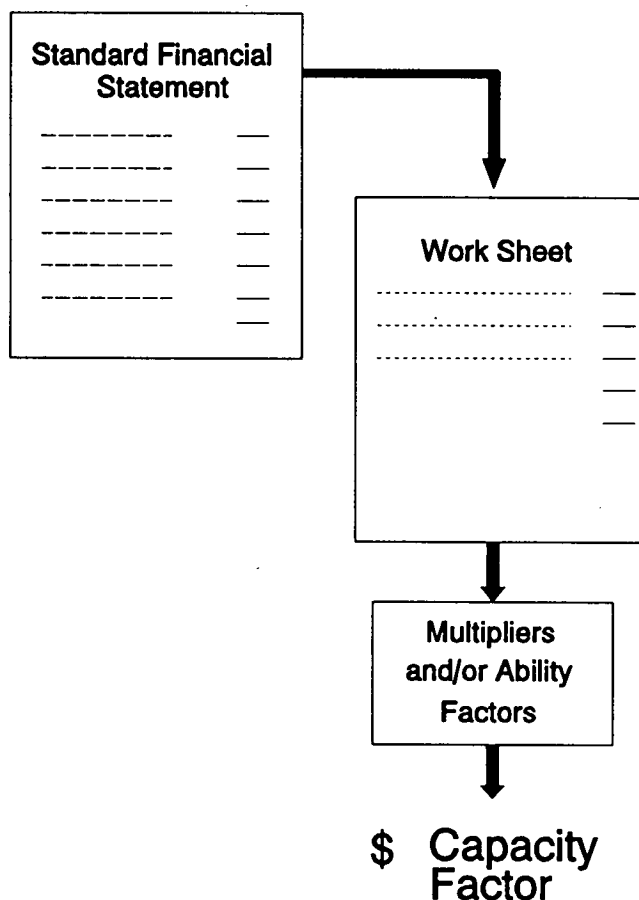 Standard Financial
Statement
Work Sheet
Multipliers
and/or Ability
Factors
$ Capacity
Factor